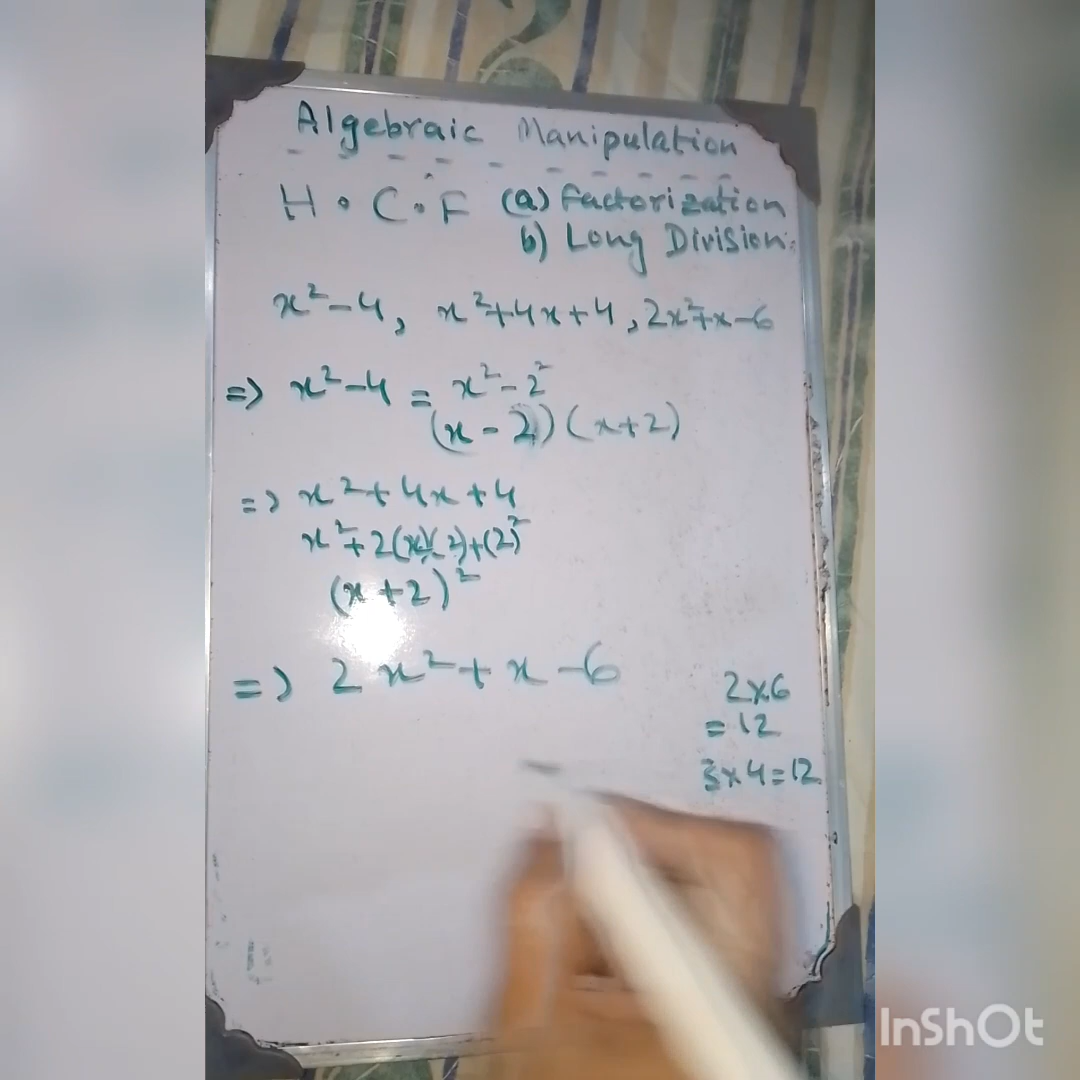 Algebraic Manipulation
H.C.F (a) Factorization
b) Long Division.
x²-4, x²+4x+4, 2x²+x-6
=> x²-4 = x²-2²
(x-2)(x+2)
=> x²+4x+4
x²+2(x)(2)+(2)²
(x+2)²
=> 2x²+x-6
2x6
=12
3x4=12
InShOt